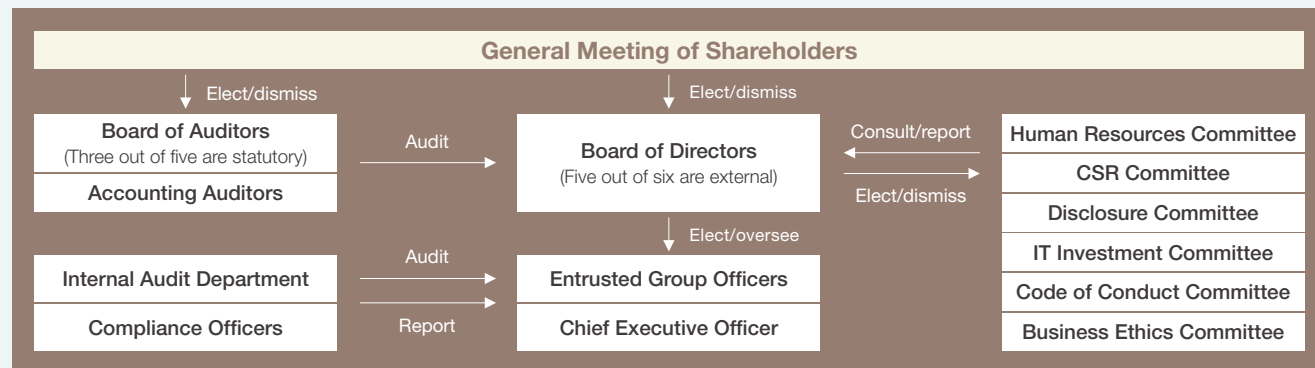 General Meeting of Shareholders
Elect/dismiss
Elect/dismiss
Board of Auditors
(Three out of five are statutory)
Accounting Auditors
Audit
Board of Directors
(Five out of six are external)
Consult/report
Elect/dismiss
Human Resources Committee
CSR Committee
Disclosure Committee
IT Investment Committee
Code of Conduct Committee
Business Ethics Committee
Elect/oversee
Internal Audit Department
Compliance Officers
Audit
Report
Entrusted Group Officers
Chief Executive Officer